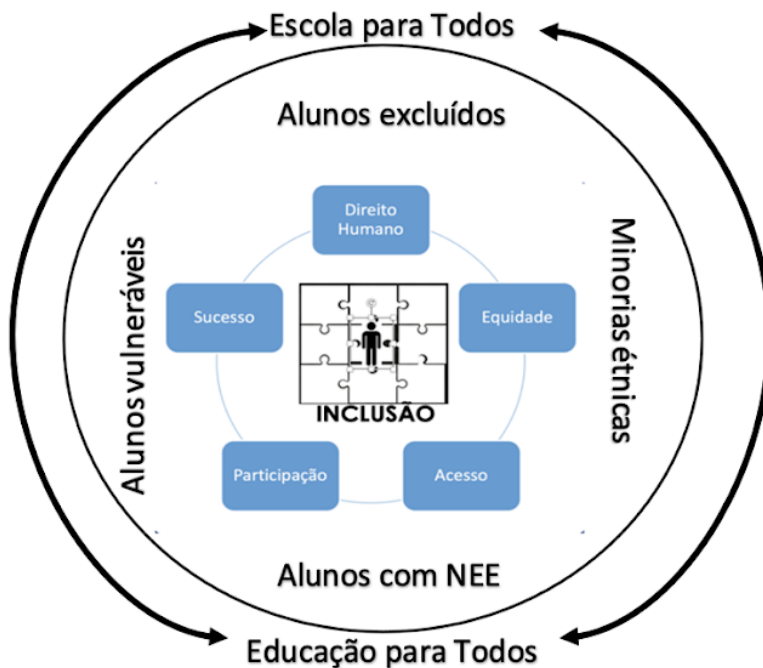 Escola para Todos
Alunos excluídos
Direito
Humano
Alunos vulneráveis
Sucesso
Equidade
Minorias étnicas
INCLUSÃO
Participação
Acesso
Alunos com NEE
Educação para Todos